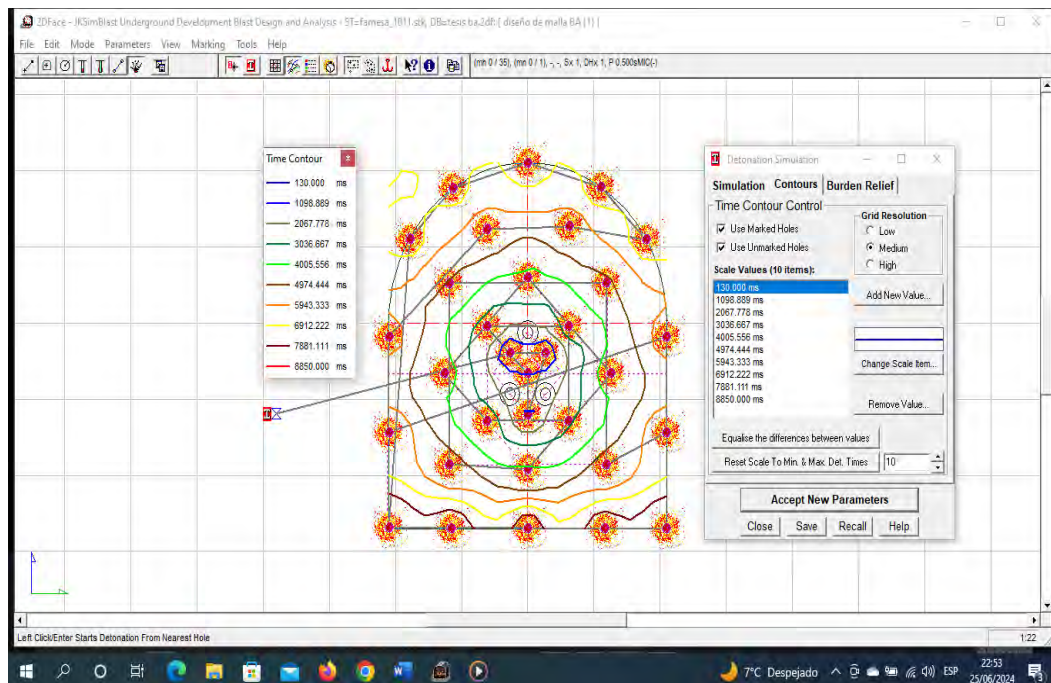 2DFace - JKSimBlast Underground Development Blast Design and Analysis - ST=famesa_1011.stk, DB=tesis ba.2df: [ diseño de malla BA (1) ]
File Edit Mode Parameters View Marking Tools Help
(mn 0 / 35), (mn 0 / 1), -, -, Sx 1, DHx 1, P 0.500sMIC(-)
Time Contour
130.000 ms
1098.889 ms
2067.778 ms
3036.667 ms
4005.556 ms
4974.444 ms
5943.333 ms
6912.222 ms
7881.111 ms
8850.000 ms
Detonation Simulation
Simulation Contours Burden Relief
Time Contour Control
Use Marked Holes
Use Unmarked Holes
Grid Resolution
Low
Medium
High
Scale Values (10 items):
130.000 ms
1098.889 ms
2067.778 ms
3036.667 ms
4005.556 ms
4974.444 ms
5943.333 ms
6912.222 ms
7881.111 ms
8850.000 ms
Add New Value...
Change Scale Item...
Remove Value...
Equalise the differences between values
Reset Scale To Min. & Max. Det. Times 10
Accept New Parameters
Close Save Recall Help
Left Click/Enter Starts Detonation From Nearest Hole
1:22
7°C Despejado
ESP
22:53
25/06/2024